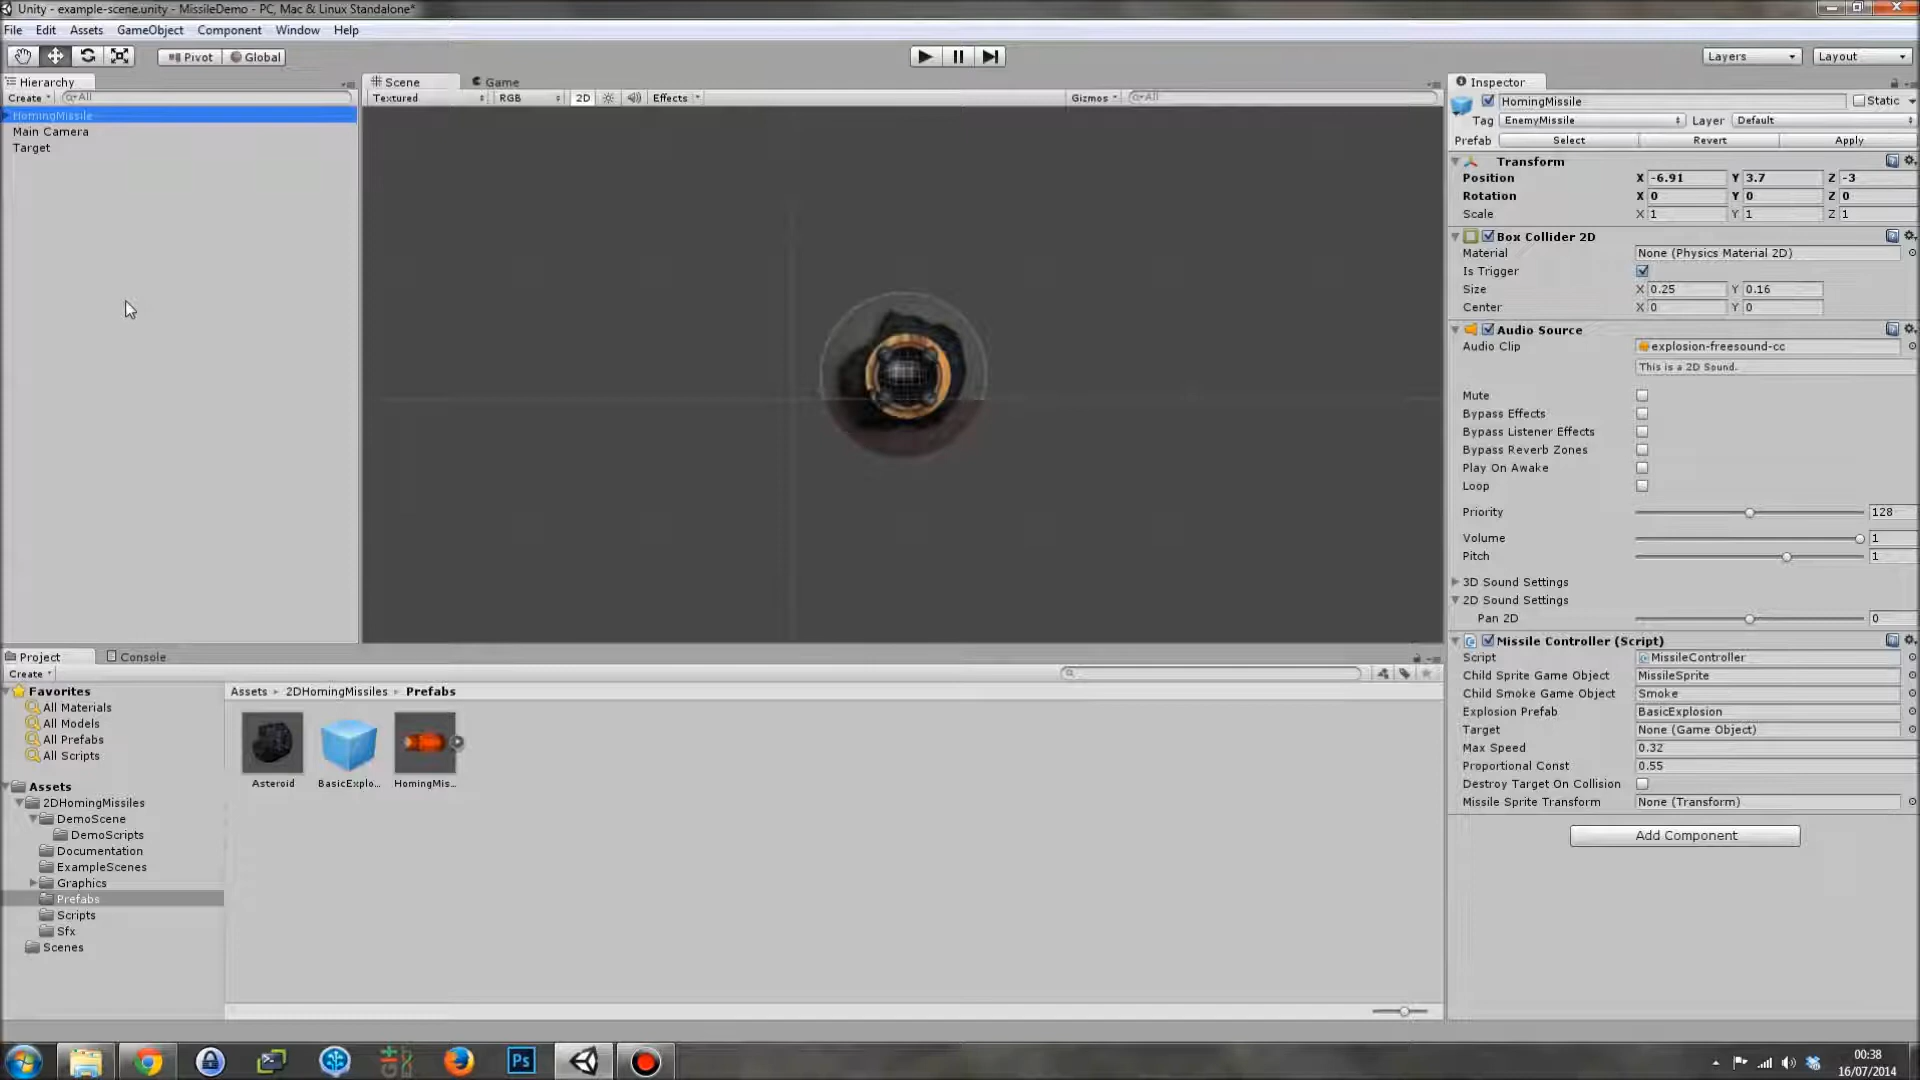 Unity - example-scene.unity - MissileDemo - PC, Mac & Linux Standalone*
File Edit Assets GameObject Component Window Help
Pivot Global Layers Layout
Hierarchy
Create All
HomingMissile
Main Camera
Target
Scene Game
Textured RGB 2D Effects Gizmos All
Inspector
HomingMissile Static
Tag EnemyMissile Layer Default
Prefab Select Revert Apply
Transform
Position X -6.91 Y 3.7 Z -3
Rotation X 0 Y 0 Z 0
Scale X 1 Y 1 Z 1
Box Collider 2D
Material None (Physics Material 2D)
Is Trigger
Size X 0.25 Y 0.16
Center X 0 Y 0
Audio Source
Audio Clip explosion-freesound-cc
This is a 2D Sound.
Mute
Bypass Effects
Bypass Listener Effects
Bypass Reverb Zones
Play On Awake
Loop
Priority 128
Volume 1
Pitch 1
3D Sound Settings
2D Sound Settings
Pan 2D 0
Missile Controller (Script)
Script MissileController
Child Sprite Game Object MissileSprite
Child Smoke Game Object Smoke
Explosion Prefab BasicExplosion
Target None (Game Object)
Max Speed 0.32
Proportional Const 0.55
Destroy Target On Collision
Missile Sprite Transform None (Transform)
Add Component
Project Console
Create
Favorites
All Materials
All Models
All Prefabs
All Scripts
Assets
2DHomingMissiles
DemoScene
DemoScripts
Documentation
ExampleScenes
Graphics
Prefabs
Scripts
Sfx
Scenes
Assets 2DHomingMissiles Prefabs
Asteroid BasicExplo... HomingMis...
Ps
00:38
16/07/2014